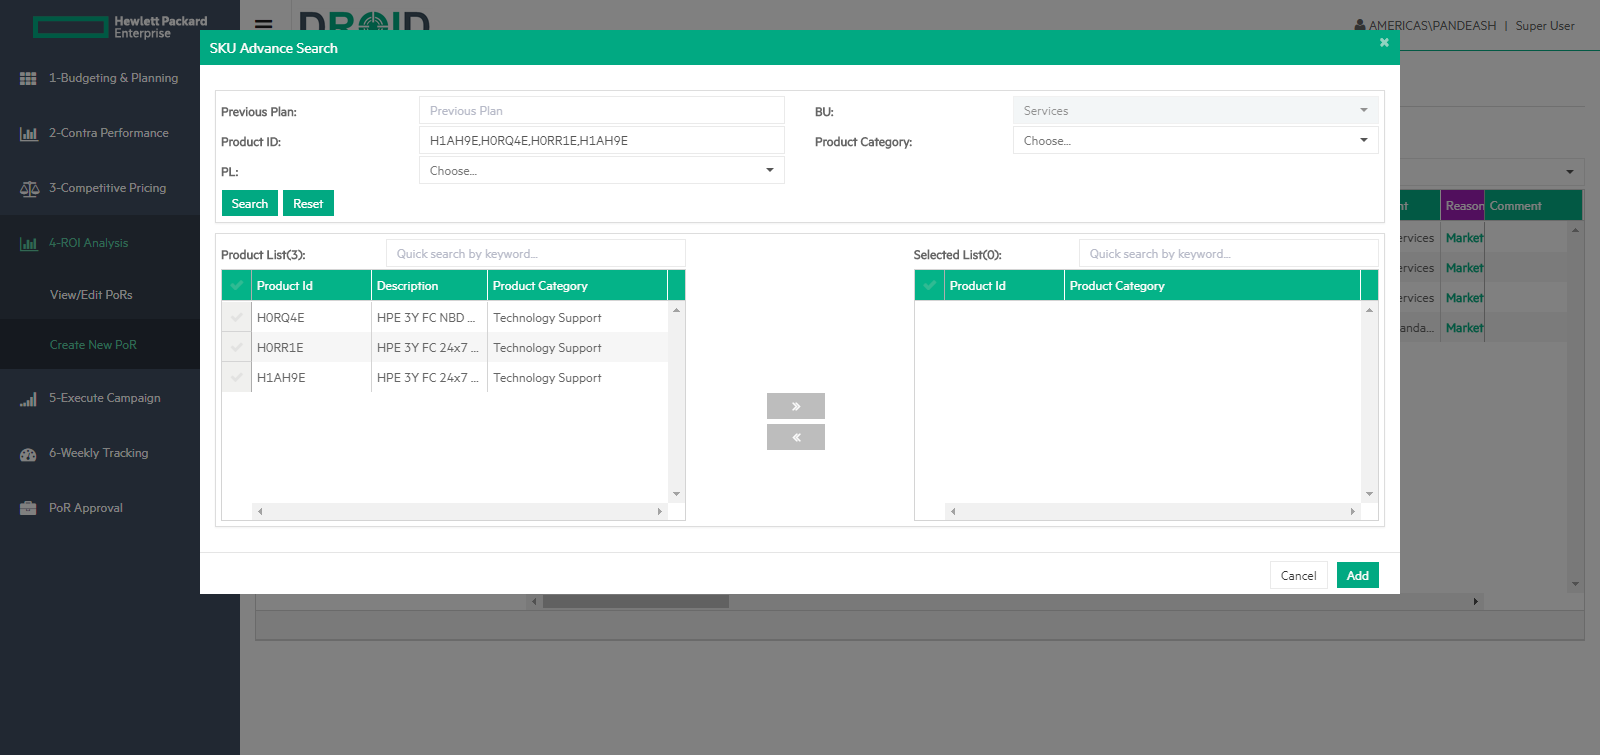 Hewlett Packard
Enterprise
DROID
AMERICAS\PANDEASH | Super User
1-Budgeting & Planning
2-Contra Performance
3-Competitive Pricing
4-ROI Analysis
View/Edit PoRs
Create New PoR
5-Execute Campaign
6-Weekly Tracking
PoR Approval
SKU Advance Search
Previous Plan: Previous Plan BU: Services
Product ID: H1AH9E,H0RQ4E,H0RR1E,H1AH9E Product Category: Choose...
PL: Choose...
Search Reset
Product List(3): Quick search by keyword... Selected List(0): Quick search by keyword...
Product Id Description Product Category Product Id Product Category
H0RQ4E HPE 3Y FC NBD ... Technology Support
H0RR1E HPE 3Y FC 24x7 ... Technology Support
H1AH9E HPE 3Y FC 24x7 ... Technology Support
Cancel Add
Reason Comment
ervices Market
ervices Market
ervices Market
anda... Market